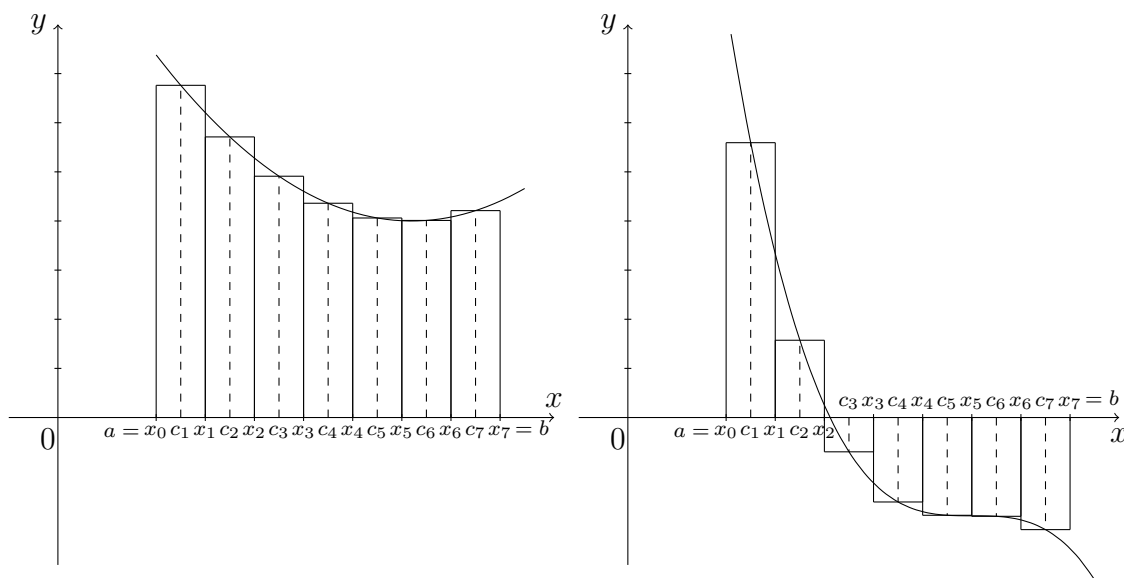 y
x
0
a = x₀ c₁ x₁ c₂ x₂ c₃ x₃ c₄ x₄ c₅ x₅ c₆ x₆ c₇ x₇ = b
y
c₃ x₃ c₄ x₄ c₅ x₅ c₆ x₆ c₇ x₇ = b
a = x₀ c₁ x₁ c₂ x₂
x
0